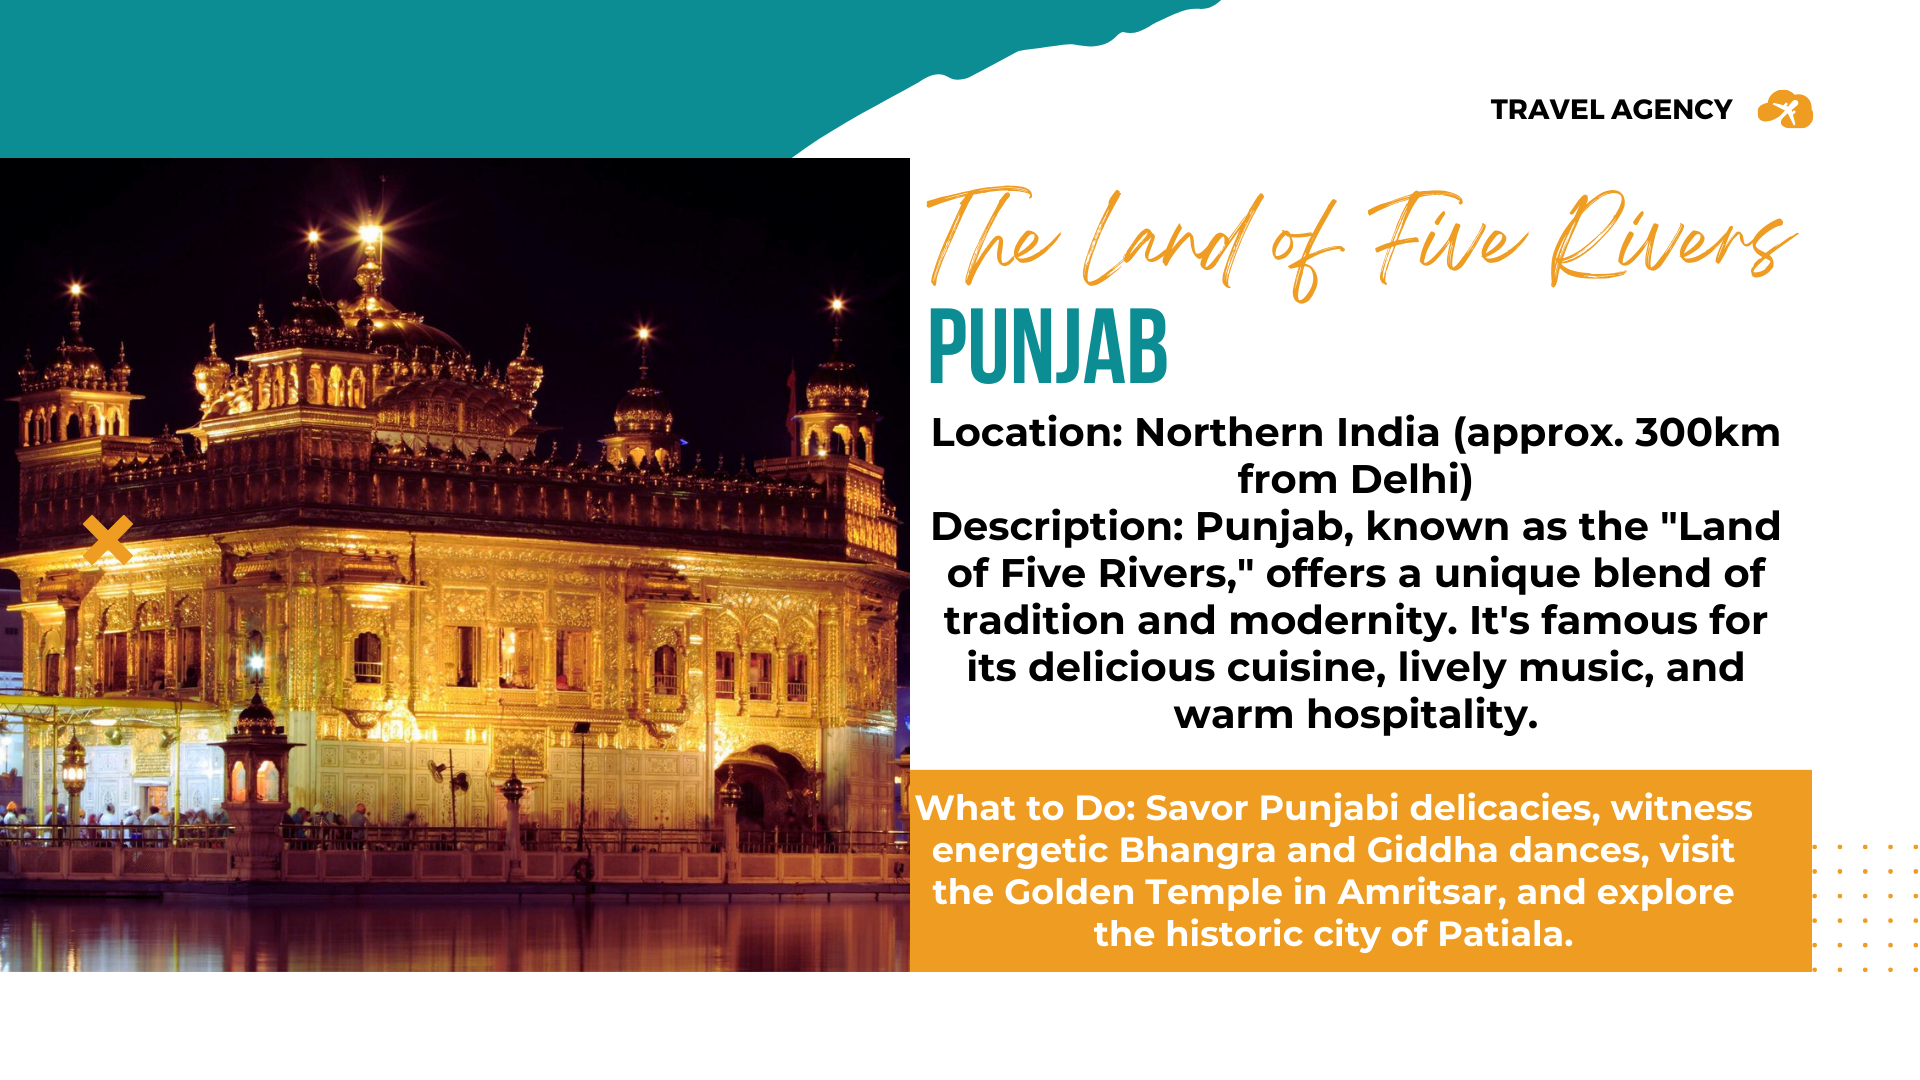 TRAVEL AGENCY
The Land of Five Rivers
PUNJAB
Location: Northern India (approx. 300km
from Delhi)
Description: Punjab, known as the "Land
of Five Rivers," offers a unique blend of
tradition and modernity. It's famous for
its delicious cuisine, lively music, and
warm hospitality.
What to Do: Savor Punjabi delicacies, witness
energetic Bhangra and Giddha dances, visit
the Golden Temple in Amritsar, and explore
the historic city of Patiala.